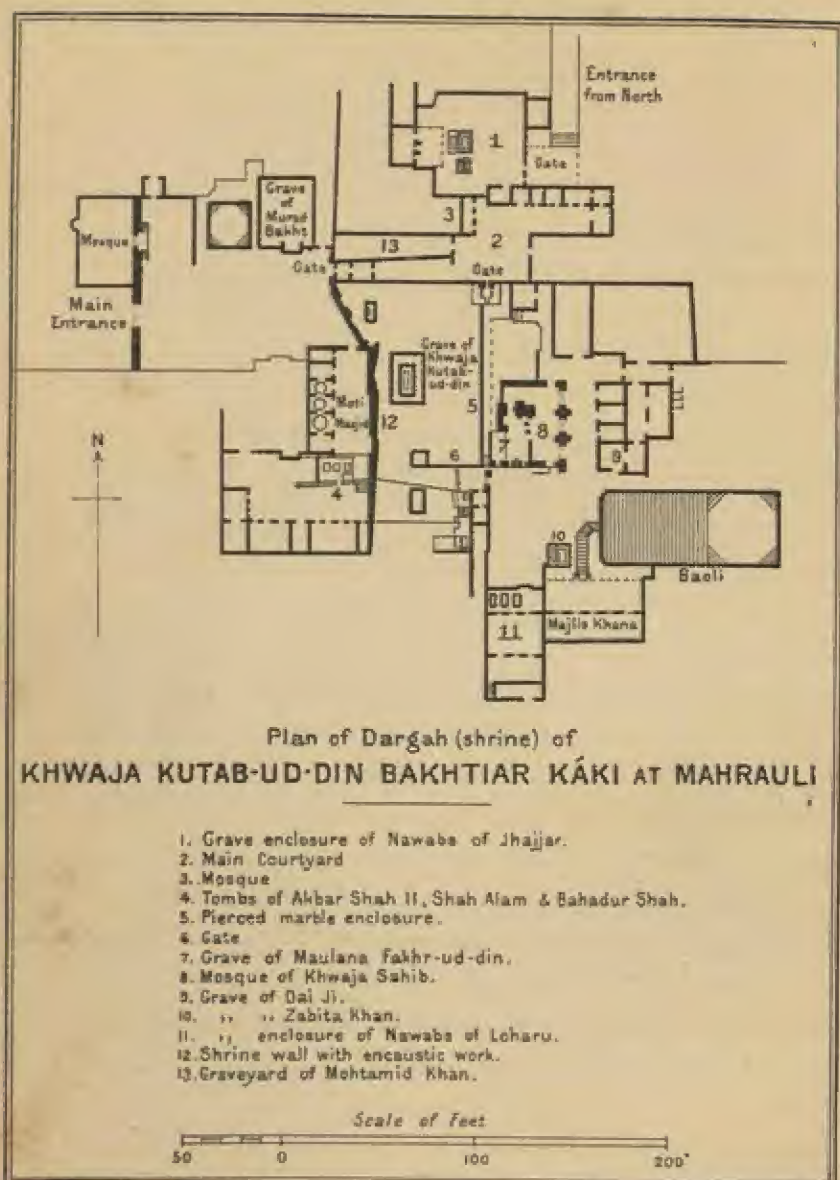 Entrance
from North
1
Gate
Grave
of
Murad
Bakht
3
Mosque
13
2
Gate
Gate
Main
Entrance
Grave of
Khwaja
Kutab-
ud-din
5
Moti
Masjid
12
8
N
6
7
9
4
10
Baoli
11
Majlis Khana
Plan of Dargah (shrine) of
KHWAJA KUTAB-UD-DIN BAKHTIAR KÁKI AT MAHRAULI
1. Grave enclosure of Nawabs of Jhajjar.
2. Main Courtyard
3. Mosque
4. Tombs of Akbar Shah II, Shah Alam & Bahadur Shah.
5. Pierced marble enclosure.
6. Gate
7. Grave of Maulana Fakhr-ud-din.
8. Mosque of Khwaja Sahib.
9. Grave of Dai Ji.
10. ,, ,, Zabita Khan.
11. ,, enclosure of Nawabs of Loharu.
12. Shrine wall with encaustic work.
13. Graveyard of Mohtamid Khan.
Scale of Feet
50 0 100 200'